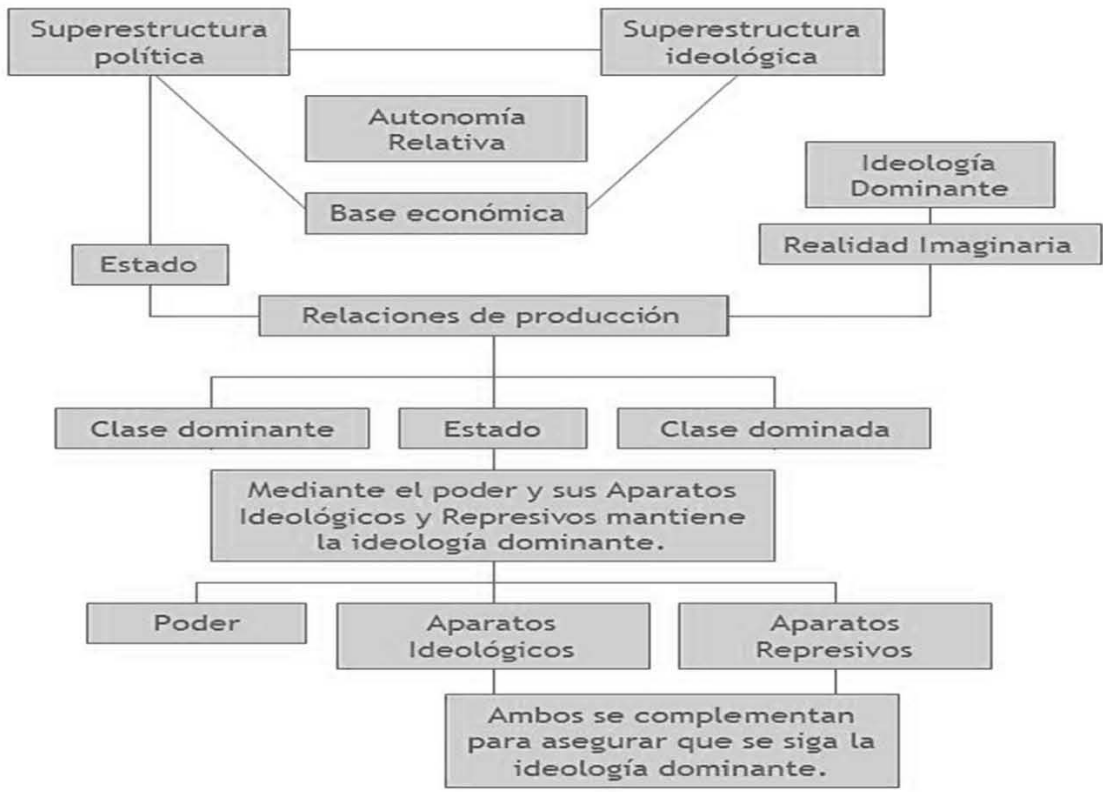 Superestructura
política
Superestructura
ideológica
Autonomía
Relativa
Ideología
Dominante
Base económica
Realidad Imaginaria
Estado
Relaciones de producción
Clase dominante
Estado
Clase dominada
Mediante el poder y sus Aparatos
Ideológicos y Represivos mantiene
la ideología dominante.
Poder
Aparatos
Ideológicos
Aparatos
Represivos
Ambos se complementan
para asegurar que se siga la
ideología dominante.